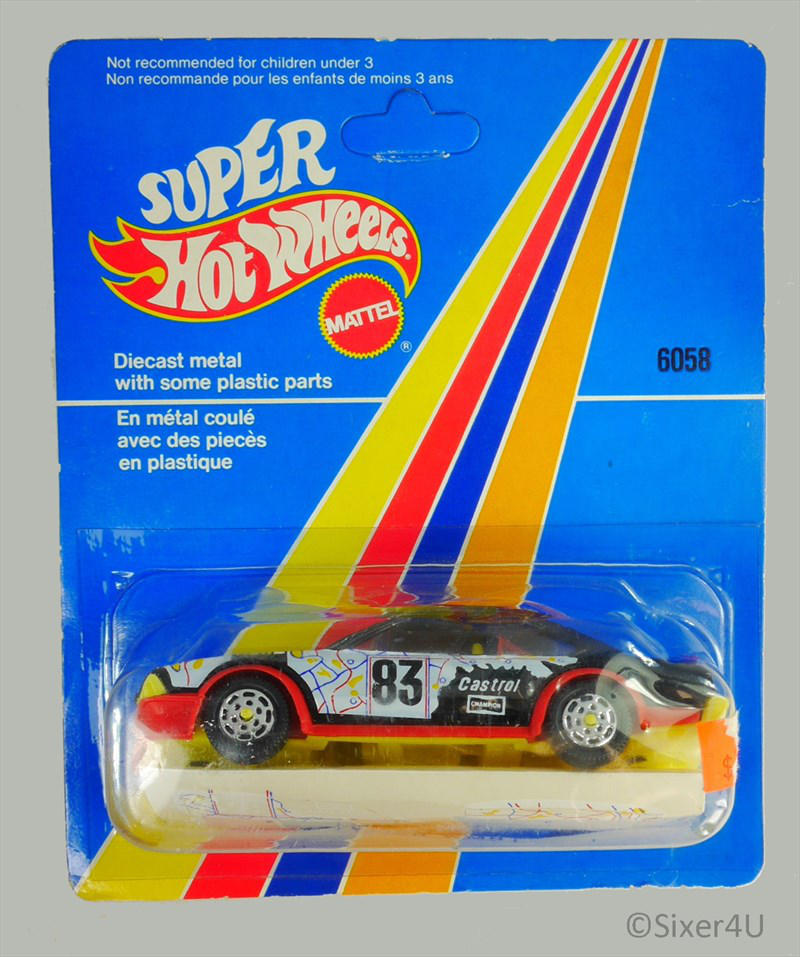 Not recommended for children under 3
Non recommande pour les enfants de moins 3 ans
SUPER
Hot Wheels®
MATTEL
®
Diecast metal
with some plastic parts
6058
En métal coulé
avec des piecès
en plastique
83
Castrol
CHAMPION
©Sixer4U